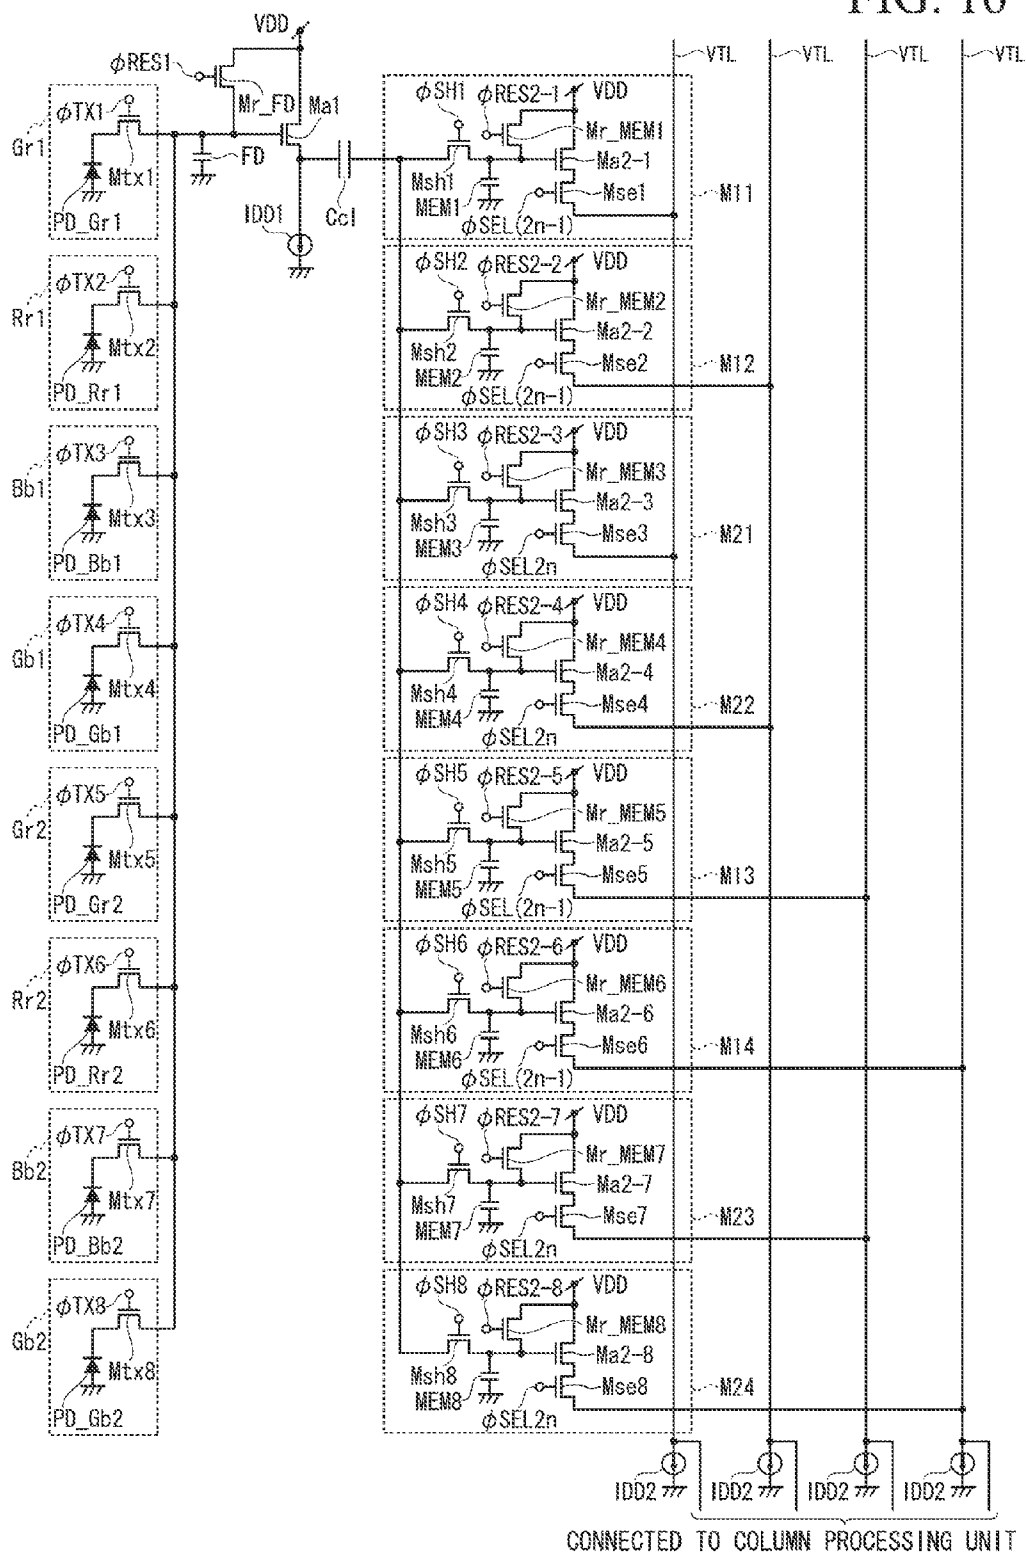 FIG. 10
VDD
φRES1
Mr_FD
Ma1
FD
IDD1
Ccl
VTL
VTL
VTL
VTL
Gr1
φTX1
Mtx1
PD_Gr1
Rr1
φTX2
Mtx2
PD_Rr1
Bb1
φTX3
Mtx3
PD_Bb1
Gb1
φTX4
Mtx4
PD_Gb1
Gr2
φTX5
Mtx5
PD_Gr2
Rr2
φTX6
Mtx6
PD_Rr2
Bb2
φTX7
Mtx7
PD_Bb2
Gb2
φTX8
Mtx8
PD_Gb2
φSH1
φRES2-1
VDD
Mr_MEM1
Ma2-1
Msh1
MEM1
Mse1
φSEL(2n-1)
M11
φSH2
φRES2-2
VDD
Mr_MEM2
Ma2-2
Msh2
MEM2
Mse2
φSEL(2n-1)
M12
φSH3
φRES2-3
VDD
Mr_MEM3
Ma2-3
Msh3
MEM3
Mse3
φSEL2n
M21
φSH4
φRES2-4
VDD
Mr_MEM4
Ma2-4
Msh4
MEM4
Mse4
φSEL2n
M22
φSH5
φRES2-5
VDD
Mr_MEM5
Ma2-5
Msh5
MEM5
Mse5
φSEL(2n-1)
M13
φSH6
φRES2-6
VDD
Mr_MEM6
Ma2-6
Msh6
MEM6
Mse6
φSEL(2n-1)
M14
φSH7
φRES2-7
VDD
Mr_MEM7
Ma2-7
Msh7
MEM7
Mse7
φSEL2n
M23
φSH8
φRES2-8
VDD
Mr_MEM8
Ma2-8
Msh8
MEM8
Mse8
φSEL2n
M24
IDD2
IDD2
IDD2
IDD2
CONNECTED TO COLUMN PROCESSING UNIT